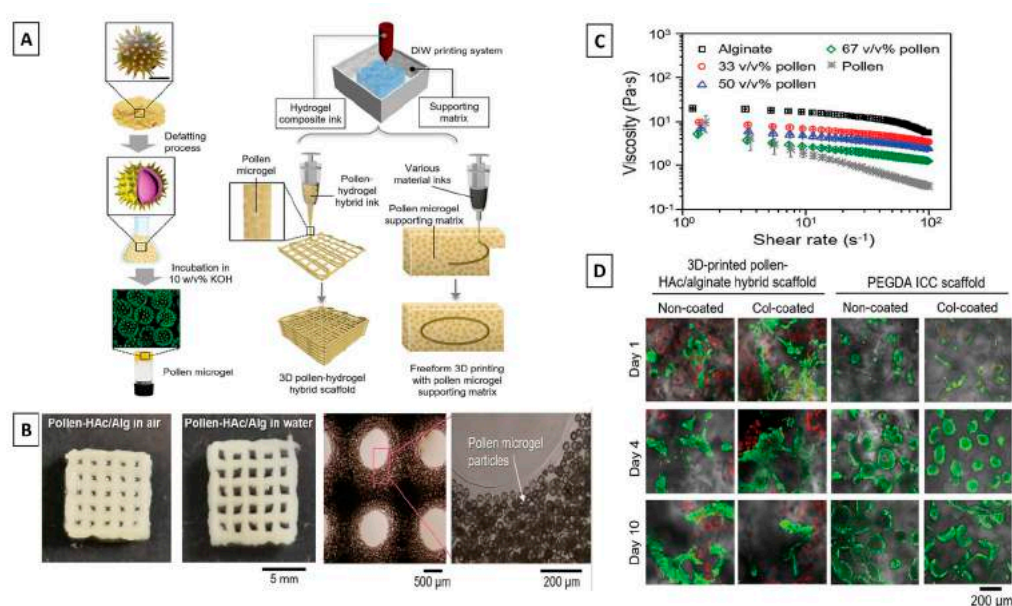 A
Defatting
process
Incubation in
10 w/v% KOH
Pollen microgel
DIW printing system
Hydrogel
composite ink
Supporting
matrix
Pollen
microgel
Pollen-
hydrogel
hybrid ink
Various
material inks
Pollen microgel
supporting matrix
3D pollen-hydrogel
hybrid scaffold
Freeform 3D printing
with pollen microgel
supporting matrix
B
Pollen-HAc/Alg in air
Pollen-HAc/Alg in water
Pollen microgel
particles
5 mm
500 µm
200 µm
C
Viscosity (Pa·s)
10³
10²
10¹
10⁰
10⁻¹
Alginate
33 v/v% pollen
50 v/v% pollen
67 v/v% pollen
Pollen
10⁰
10¹
10²
Shear rate (s⁻¹)
D
3D-printed pollen-
HAc/alginate hybrid scaffold
PEGDA ICC scaffold
Non-coated
Col-coated
Non-coated
Col-coated
Day 1
Day 4
Day 10
200 µm